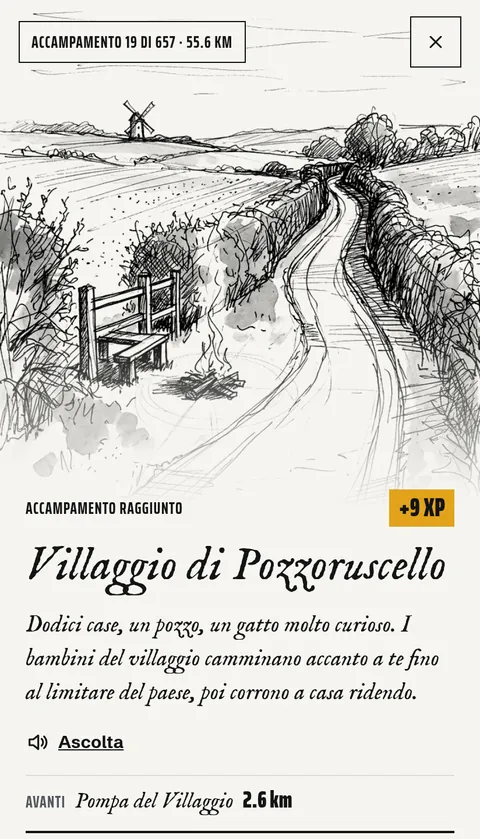 ACCAMPAMENTO 19 DI 657 · 55.6 KM
ACCAMPAMENTO RAGGIUNTO
+9 XP
Villaggio di Pozzoruscello
Dodici case, un pozzo, un gatto molto curioso. I
bambini del villaggio camminano accanto a te fino
al limitare del paese, poi corrono a casa ridendo.
Ascolta
AVANTI Pompa del Villaggio 2.6 km